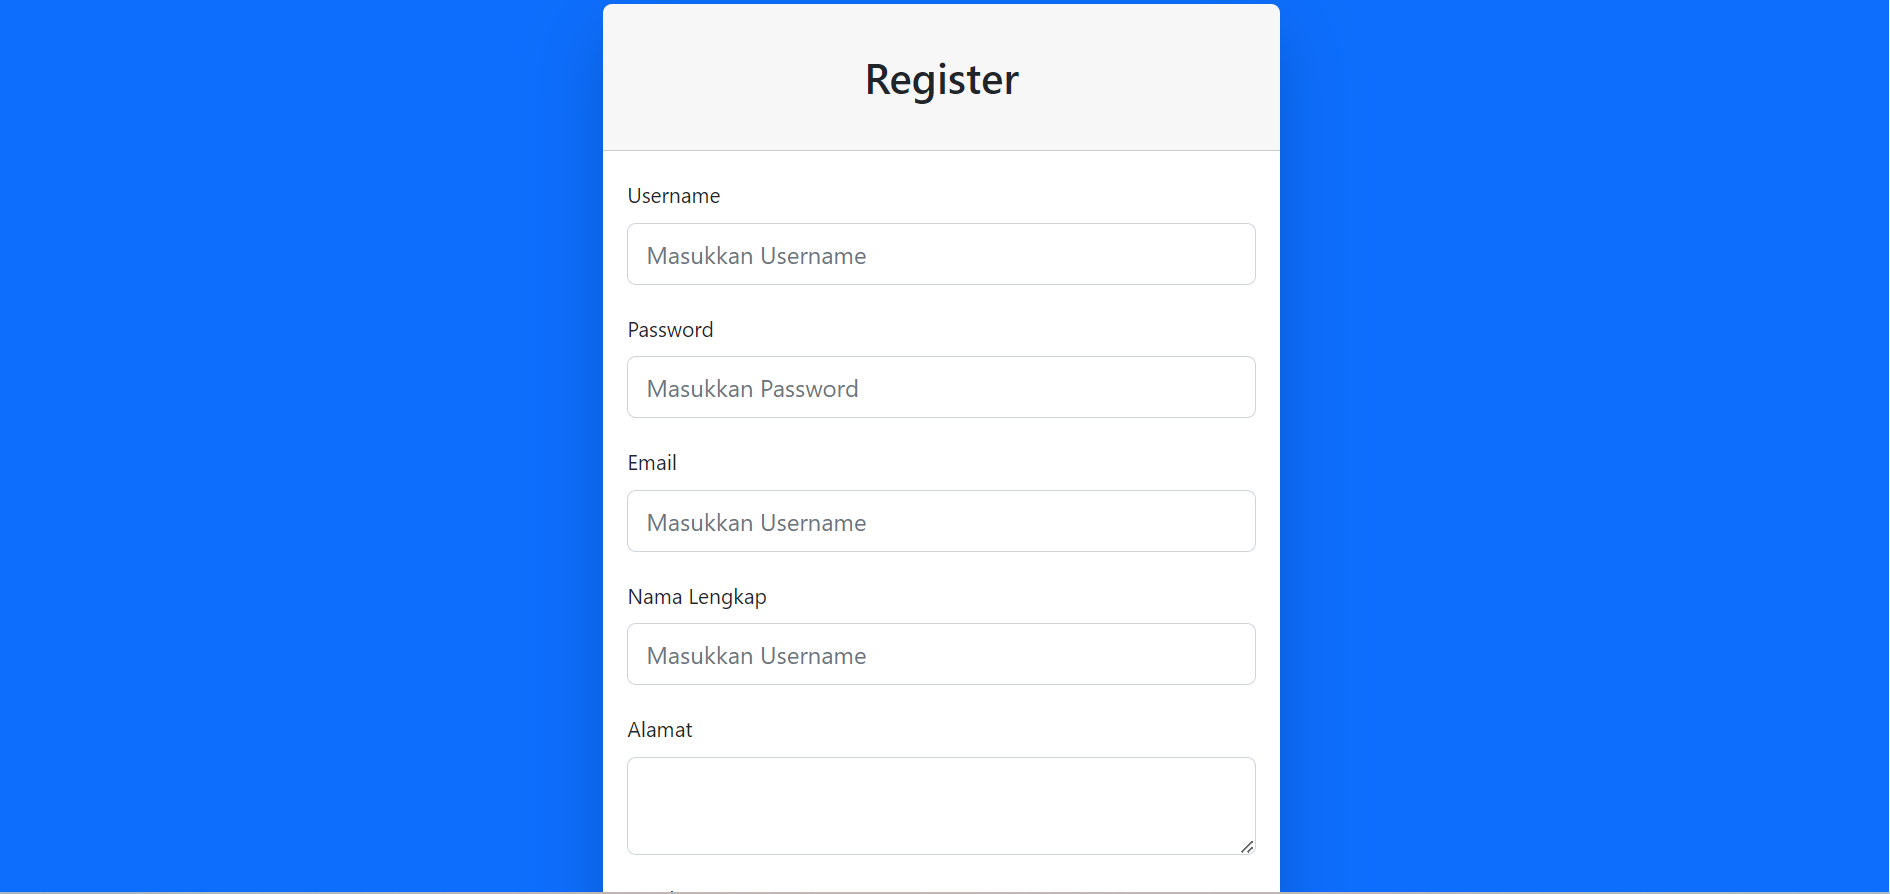 Register
Username
Masukkan Username
Password
Masukkan Password
Email
Masukkan Username
Nama Lengkap
Masukkan Username
Alamat